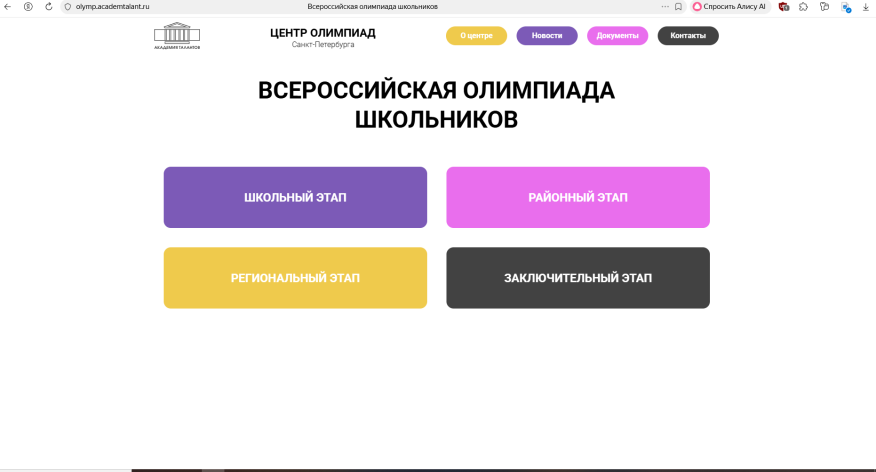 olymp.academtalant.ru
Всероссийская олимпиада школьников
Спросить Алису AI
АКАДЕМИЯ ТАЛАНТОВ
ЦЕНТР ОЛИМПИАД
Санкт-Петербурга
О центре
Новости
Документы
Контакты
ВСЕРОССИЙСКАЯ ОЛИМПИАДА
ШКОЛЬНИКОВ
ШКОЛЬНЫЙ ЭТАП
РАЙОННЫЙ ЭТАП
РЕГИОНАЛЬНЫЙ ЭТАП
ЗАКЛЮЧИТЕЛЬНЫЙ ЭТАП